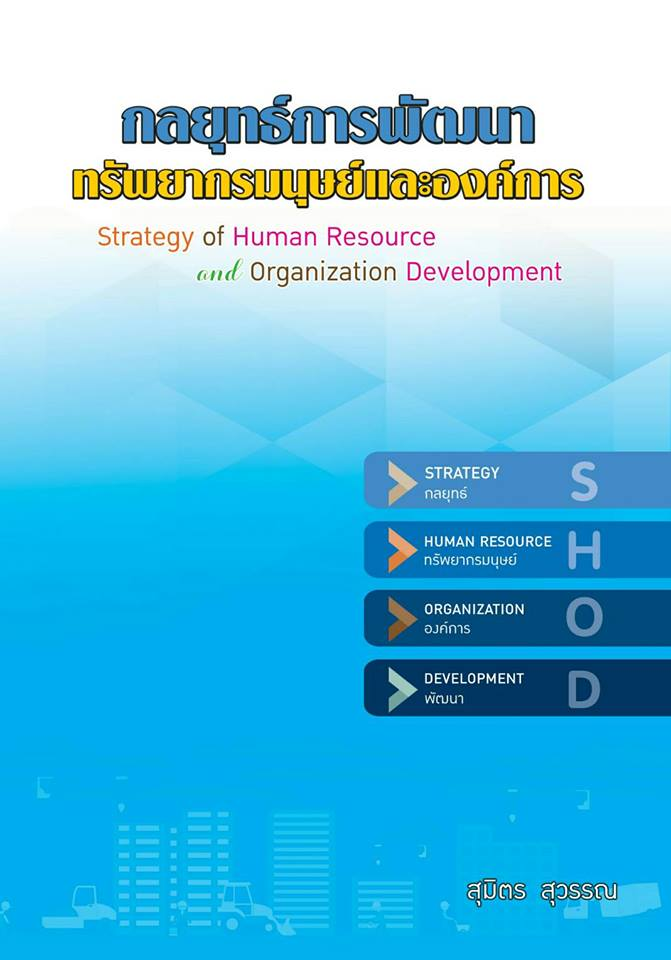 กลยุทธ์การพัฒนา
ทรัพยากรมนุษย์และองค์การ
Strategy of Human Resource
and Organization Development
STRATEGY
กลยุทธ์
S
HUMAN RESOURCE
ทรัพยากรมนุษย์
H
ORGANIZATION
องค์การ
O
DEVELOPMENT
พัฒนา
D
สุมิตร สุวรรณ